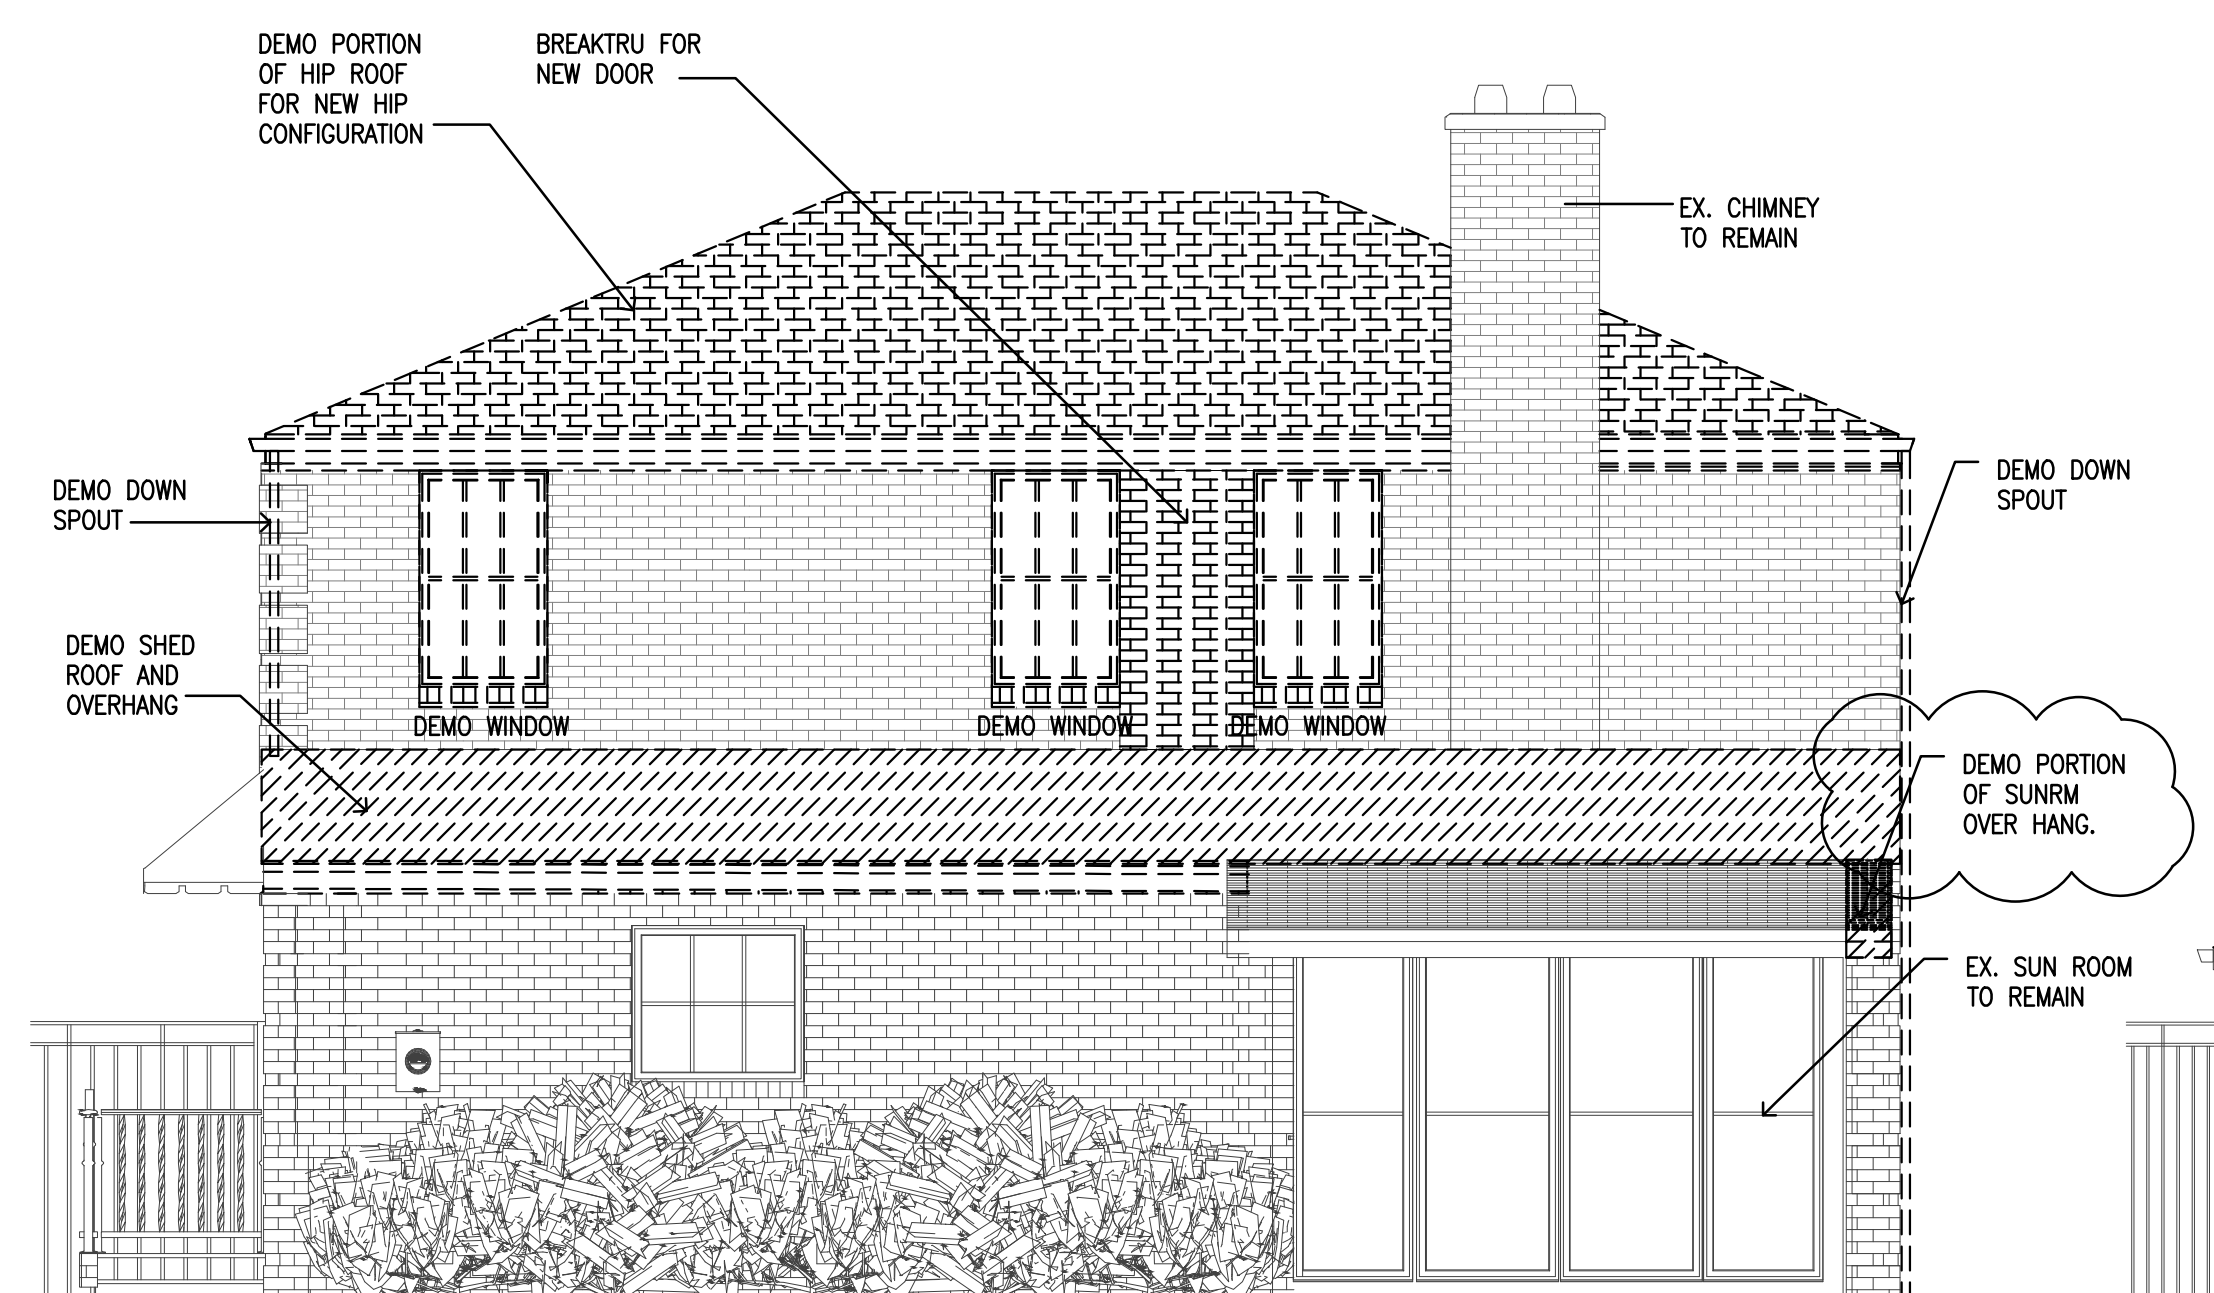 DEMO PORTION
OF HIP ROOF
FOR NEW HIP
CONFIGURATION
BREAKTRU FOR
NEW DOOR
EX. CHIMNEY
TO REMAIN
DEMO DOWN
SPOUT
DEMO DOWN
SPOUT
DEMO SHED
ROOF AND
OVERHANG
DEMO WINDOW
DEMO WINDOW
DEMO WINDOW
DEMO PORTION
OF SUNRM
OVER HANG.
EX. SUN ROOM
TO REMAIN